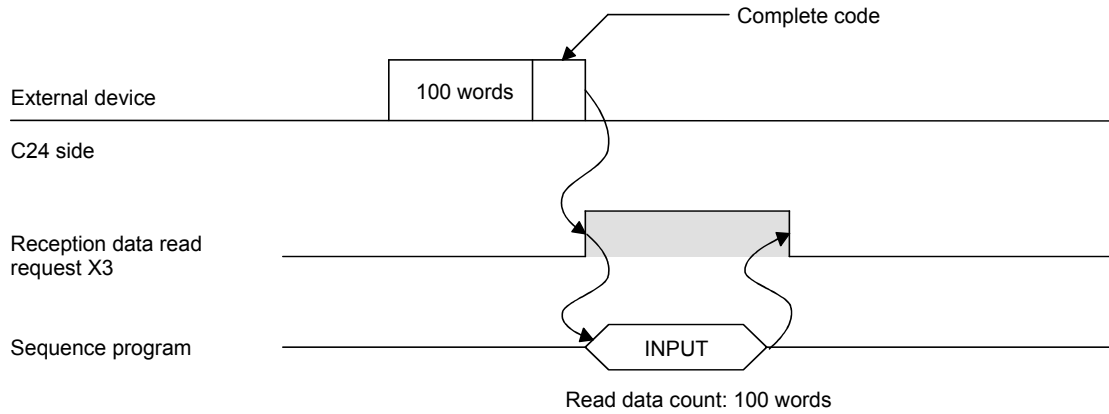 Complete code
External device
100 words
C24 side
Reception data read
request X3
Sequence program
INPUT
Read data count: 100 words